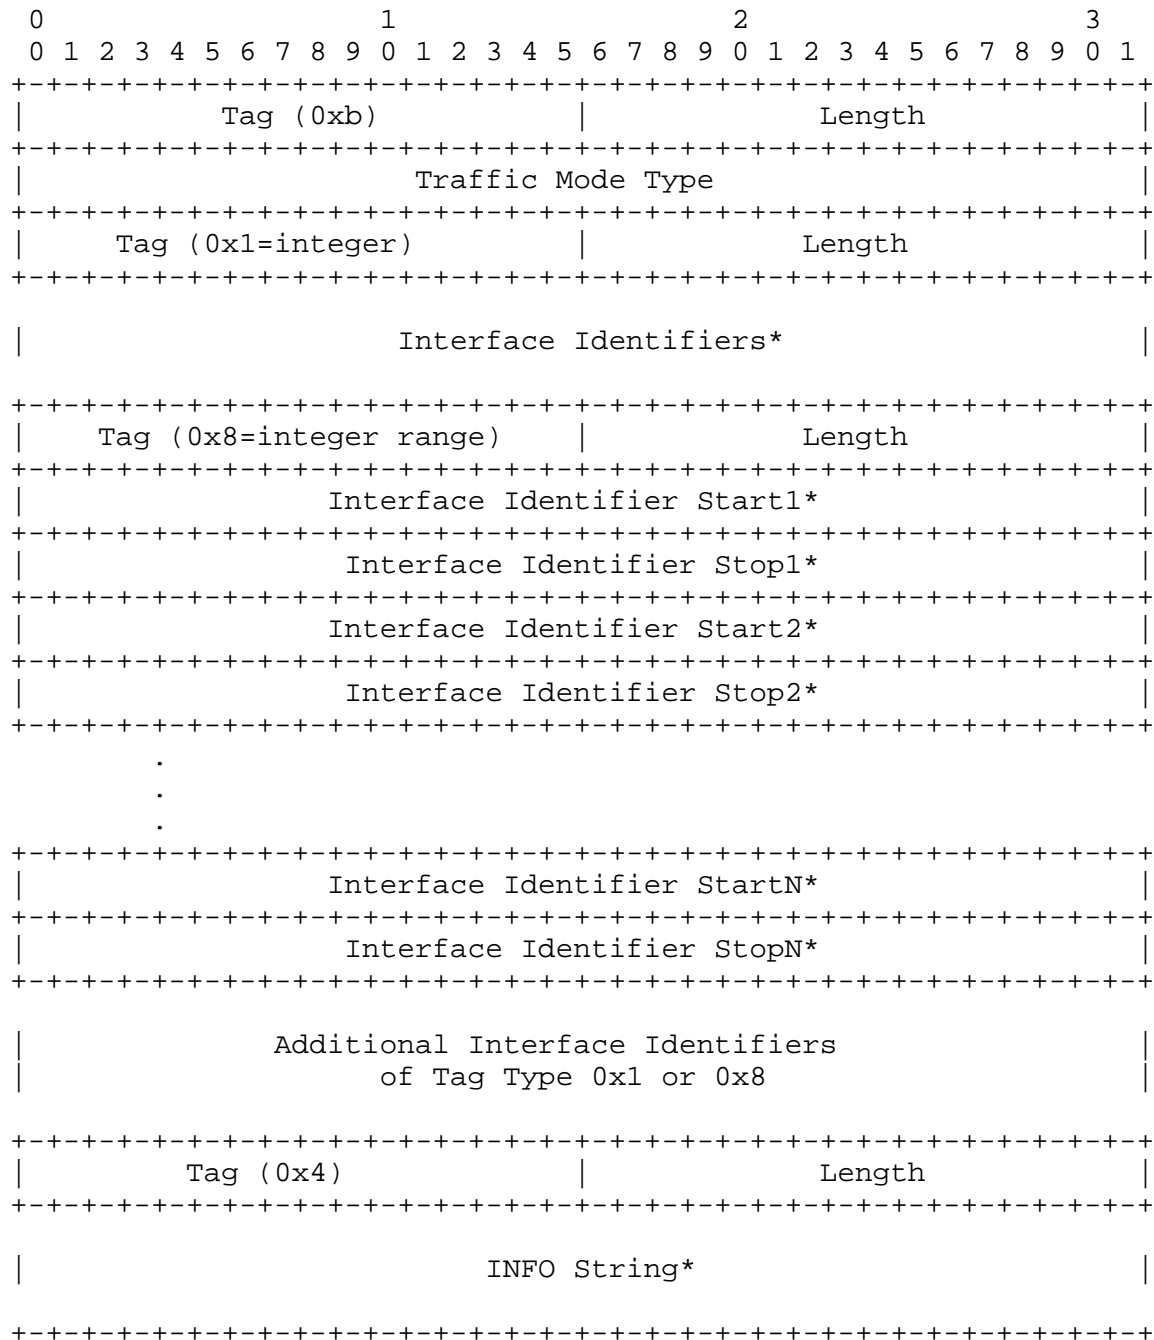 0                   1                   2                   3
 0 1 2 3 4 5 6 7 8 9 0 1 2 3 4 5 6 7 8 9 0 1 2 3 4 5 6 7 8 9 0 1
+-+-+-+-+-+-+-+-+-+-+-+-+-+-+-+-+-+-+-+-+-+-+-+-+-+-+-+-+-+-+-+-+
|           Tag (0xb)           |             Length            |
+-+-+-+-+-+-+-+-+-+-+-+-+-+-+-+-+-+-+-+-+-+-+-+-+-+-+-+-+-+-+-+-+
|                      Traffic Mode Type                        |
+-+-+-+-+-+-+-+-+-+-+-+-+-+-+-+-+-+-+-+-+-+-+-+-+-+-+-+-+-+-+-+-+
|     Tag (0x1=integer)         |            Length             |
+-+-+-+-+-+-+-+-+-+-+-+-+-+-+-+-+-+-+-+-+-+-+-+-+-+-+-+-+-+-+-+-+
|                     Interface Identifiers*                    |
+-+-+-+-+-+-+-+-+-+-+-+-+-+-+-+-+-+-+-+-+-+-+-+-+-+-+-+-+-+-+-+-+
|    Tag (0x8=integer range)    |            Length             |
+-+-+-+-+-+-+-+-+-+-+-+-+-+-+-+-+-+-+-+-+-+-+-+-+-+-+-+-+-+-+-+-+
|                 Interface Identifier Start1*                  |
+-+-+-+-+-+-+-+-+-+-+-+-+-+-+-+-+-+-+-+-+-+-+-+-+-+-+-+-+-+-+-+-+
|                  Interface Identifier Stop1*                  |
+-+-+-+-+-+-+-+-+-+-+-+-+-+-+-+-+-+-+-+-+-+-+-+-+-+-+-+-+-+-+-+-+
|                 Interface Identifier Start2*                  |
+-+-+-+-+-+-+-+-+-+-+-+-+-+-+-+-+-+-+-+-+-+-+-+-+-+-+-+-+-+-+-+-+
|                  Interface Identifier Stop2*                  |
+-+-+-+-+-+-+-+-+-+-+-+-+-+-+-+-+-+-+-+-+-+-+-+-+-+-+-+-+-+-+-+-+
        .
        .
        .
+-+-+-+-+-+-+-+-+-+-+-+-+-+-+-+-+-+-+-+-+-+-+-+-+-+-+-+-+-+-+-+-+
|                 Interface Identifier StartN*                  |
+-+-+-+-+-+-+-+-+-+-+-+-+-+-+-+-+-+-+-+-+-+-+-+-+-+-+-+-+-+-+-+-+
|                  Interface Identifier StopN*                  |
+-+-+-+-+-+-+-+-+-+-+-+-+-+-+-+-+-+-+-+-+-+-+-+-+-+-+-+-+-+-+-+-+
|              Additional Interface Identifiers                 |
|                    of Tag Type 0x1 or 0x8                     |
+-+-+-+-+-+-+-+-+-+-+-+-+-+-+-+-+-+-+-+-+-+-+-+-+-+-+-+-+-+-+-+-+
|         Tag (0x4)             |             Length            |
+-+-+-+-+-+-+-+-+-+-+-+-+-+-+-+-+-+-+-+-+-+-+-+-+-+-+-+-+-+-+-+-+
|                          INFO String*                         |
+-+-+-+-+-+-+-+-+-+-+-+-+-+-+-+-+-+-+-+-+-+-+-+-+-+-+-+-+-+-+-+-+